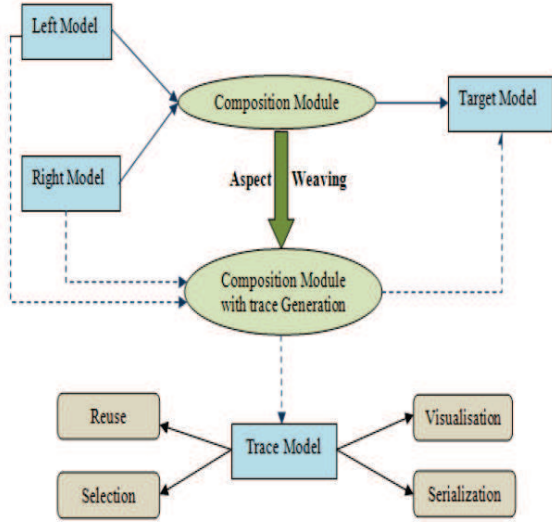 Left Model
Composition Module
Target Model
Right Model
Aspect Weaving
Composition Module
with trace Generation
Reuse
Visualisation
Trace Model
Selection
Serialization